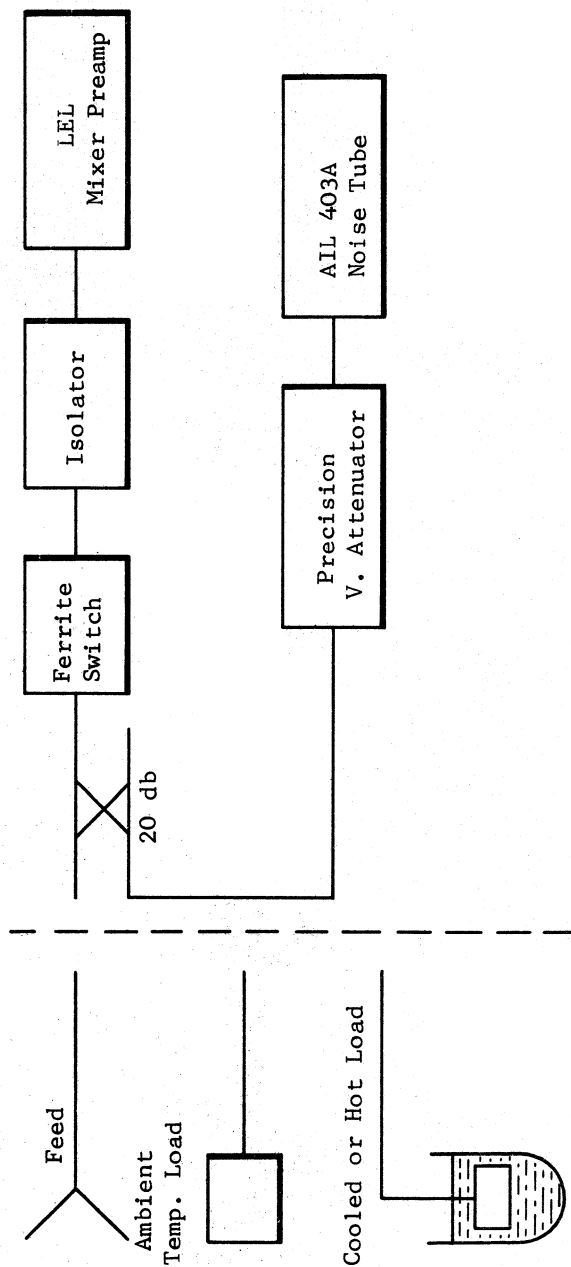 Feed
Ambient
Temp. Load
Cooled or Hot Load
20 db
Ferrite
Switch
Isolator
LEL
Mixer Preamp
Precision
V. Attenuator
AIL 403A
Noise Tube